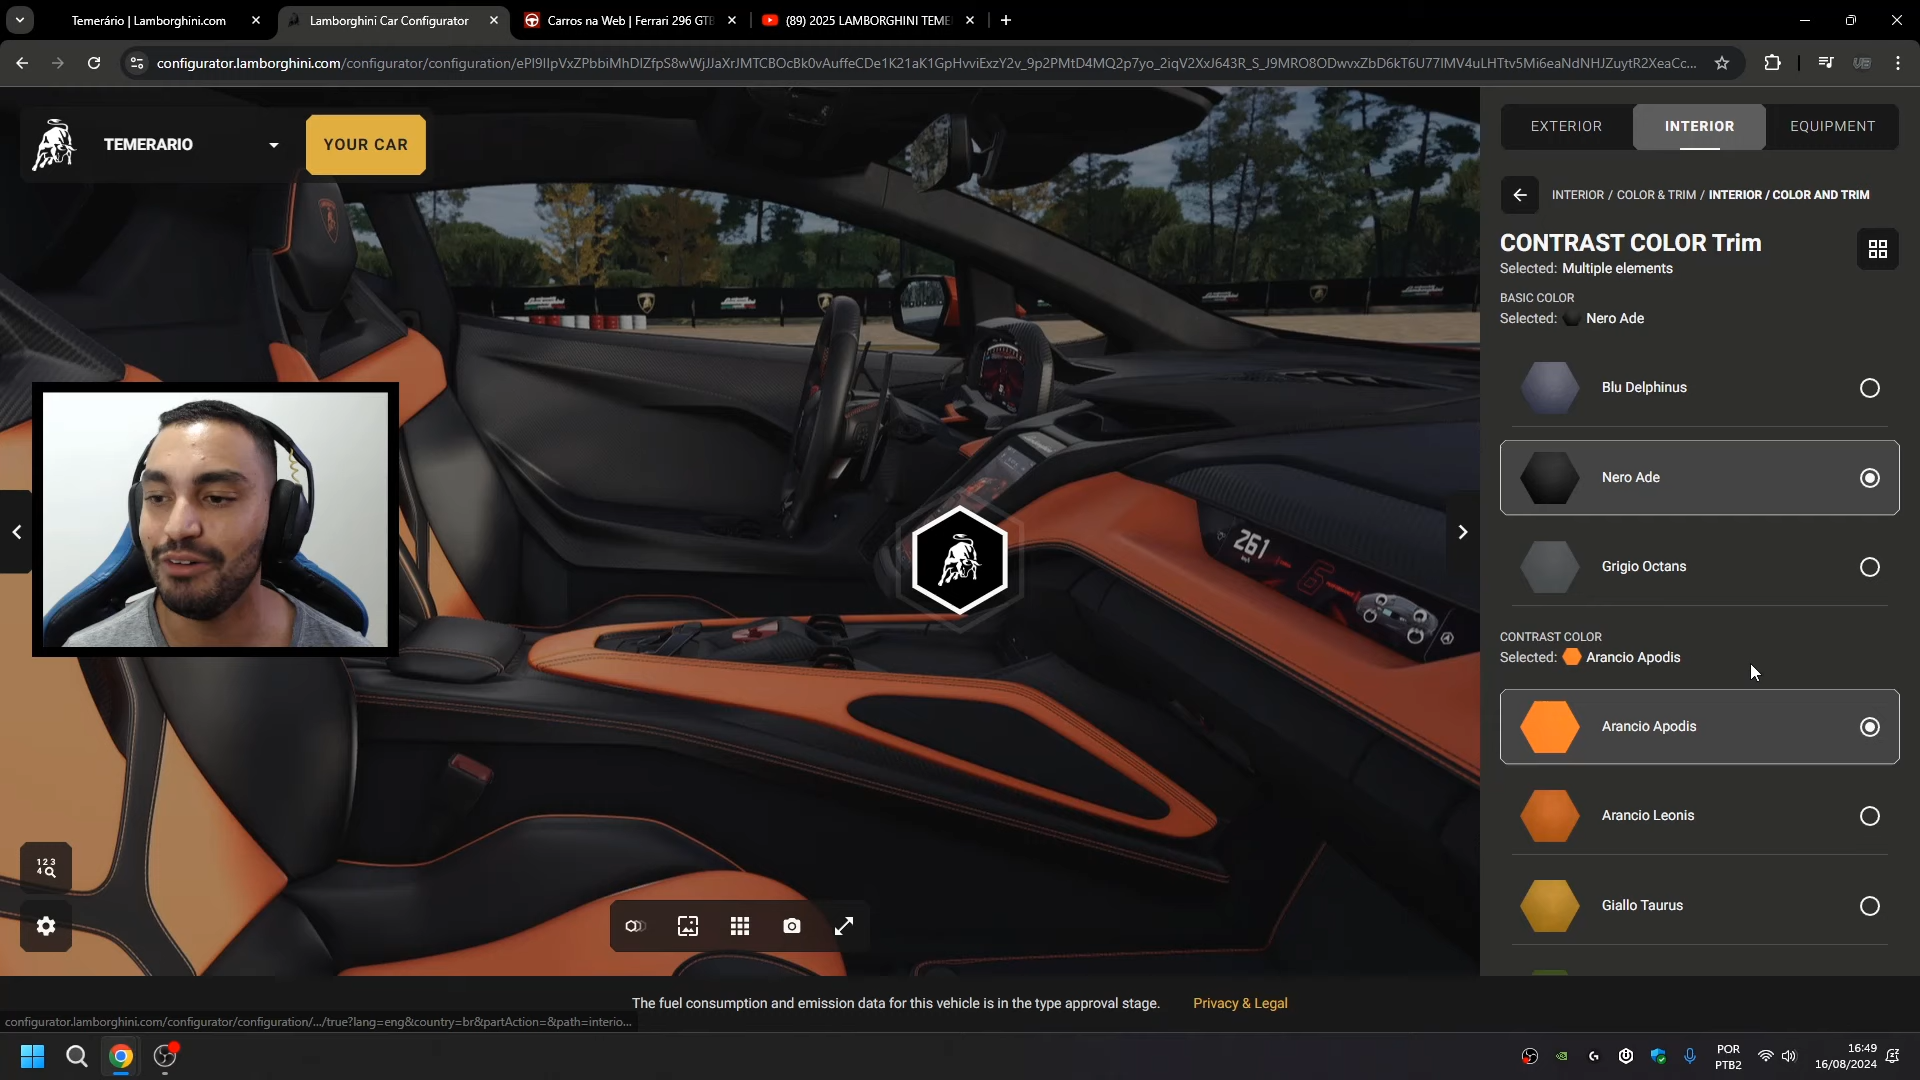 Temerário | Lamborghini.com
Lamborghini Car Configurator
Carros na Web | Ferrari 296 GTB
(89) 2025 LAMBORGHINI TEME
configurator.lamborghini.com/configurator/configuration/
TEMERARIO
YOUR CAR
EXTERIOR
INTERIOR
EQUIPMENT
INTERIOR / COLOR & TRIM / INTERIOR / COLOR AND TRIM
CONTRAST COLOR Trim
Selected: Multiple elements
BASIC COLOR
Selected: Nero Ade
Blu Delphinus
Nero Ade
Grigio Octans
CONTRAST COLOR
Selected: Arancio Apodis
Arancio Apodis
Arancio Leonis
Giallo Taurus
261
6
1 2 3
4
The fuel consumption and emission data for this vehicle is in the type approval stage.
Privacy & Legal
configurator.lamborghini.com/configurator/configuration/.../true?lang=eng&country=br&partAction=&path=interio...
POR
PTB2
16:49
16/08/2024